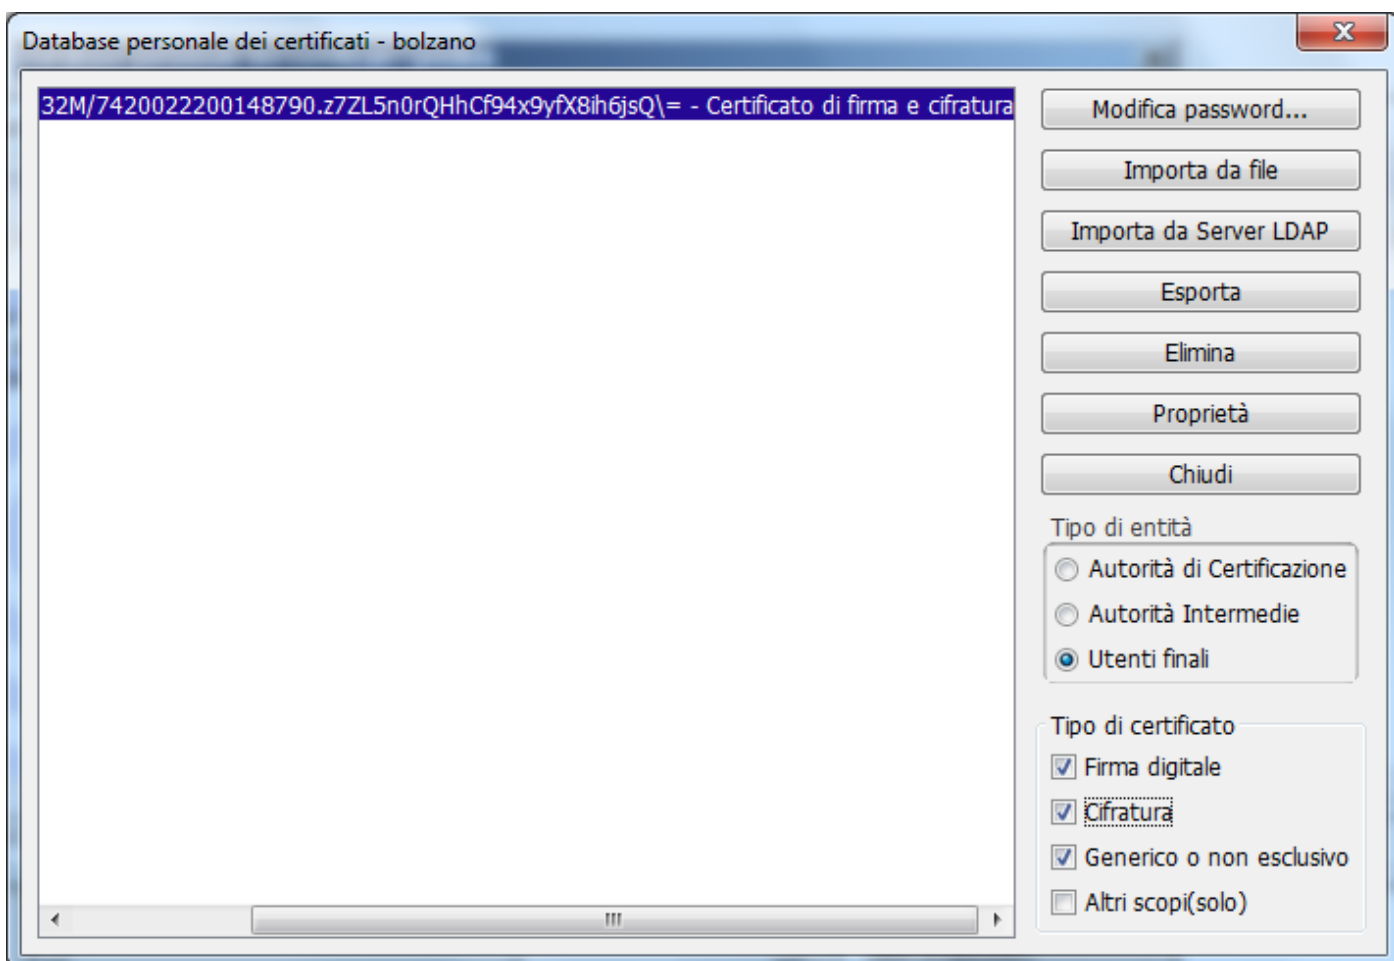 Database personale dei certificati - bolzano
32M/7420022200148790.z7ZL5n0rQHhCf94x9yfX8ih6jsQ\= - Certificato di firma e cifratura
Modifica password...
Importa da file
Importa da Server LDAP
Esporta
Elimina
Proprietà
Chiudi
Tipo di entità
Autorità di Certificazione
Autorità Intermedie
Utenti finali
Tipo di certificato
Firma digitale
Cifratura
Generico o non esclusivo
Altri scopi(solo)